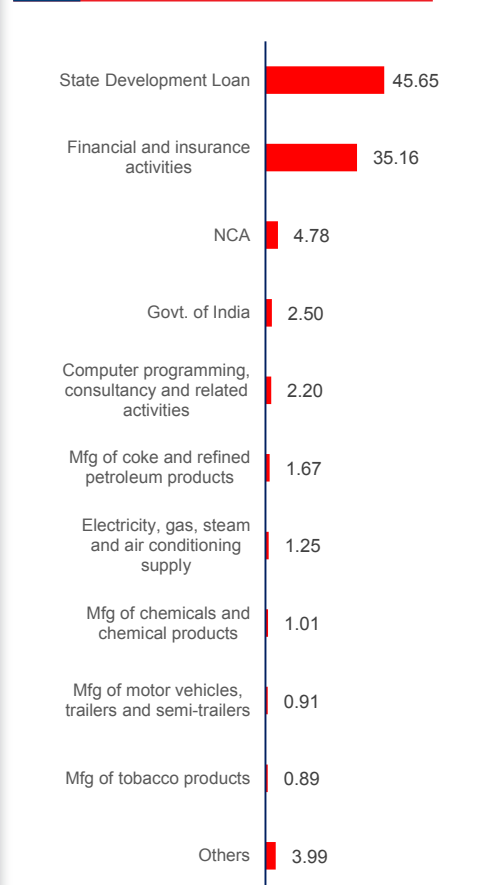 State Development Loan 45.65
Financial and insurance
activities
35.16
NCA 4.78
Govt. of India 2.50
Computer programming,
consultancy and related
activities
2.20
Mfg of coke and refined
petroleum products
1.67
Electricity, gas, steam
and air conditioning
supply
1.25
Mfg of chemicals and
chemical products
1.01
Mfg of motor vehicles,
trailers and semi-trailers
0.91
Mfg of tobacco products 0.89
Others 3.99